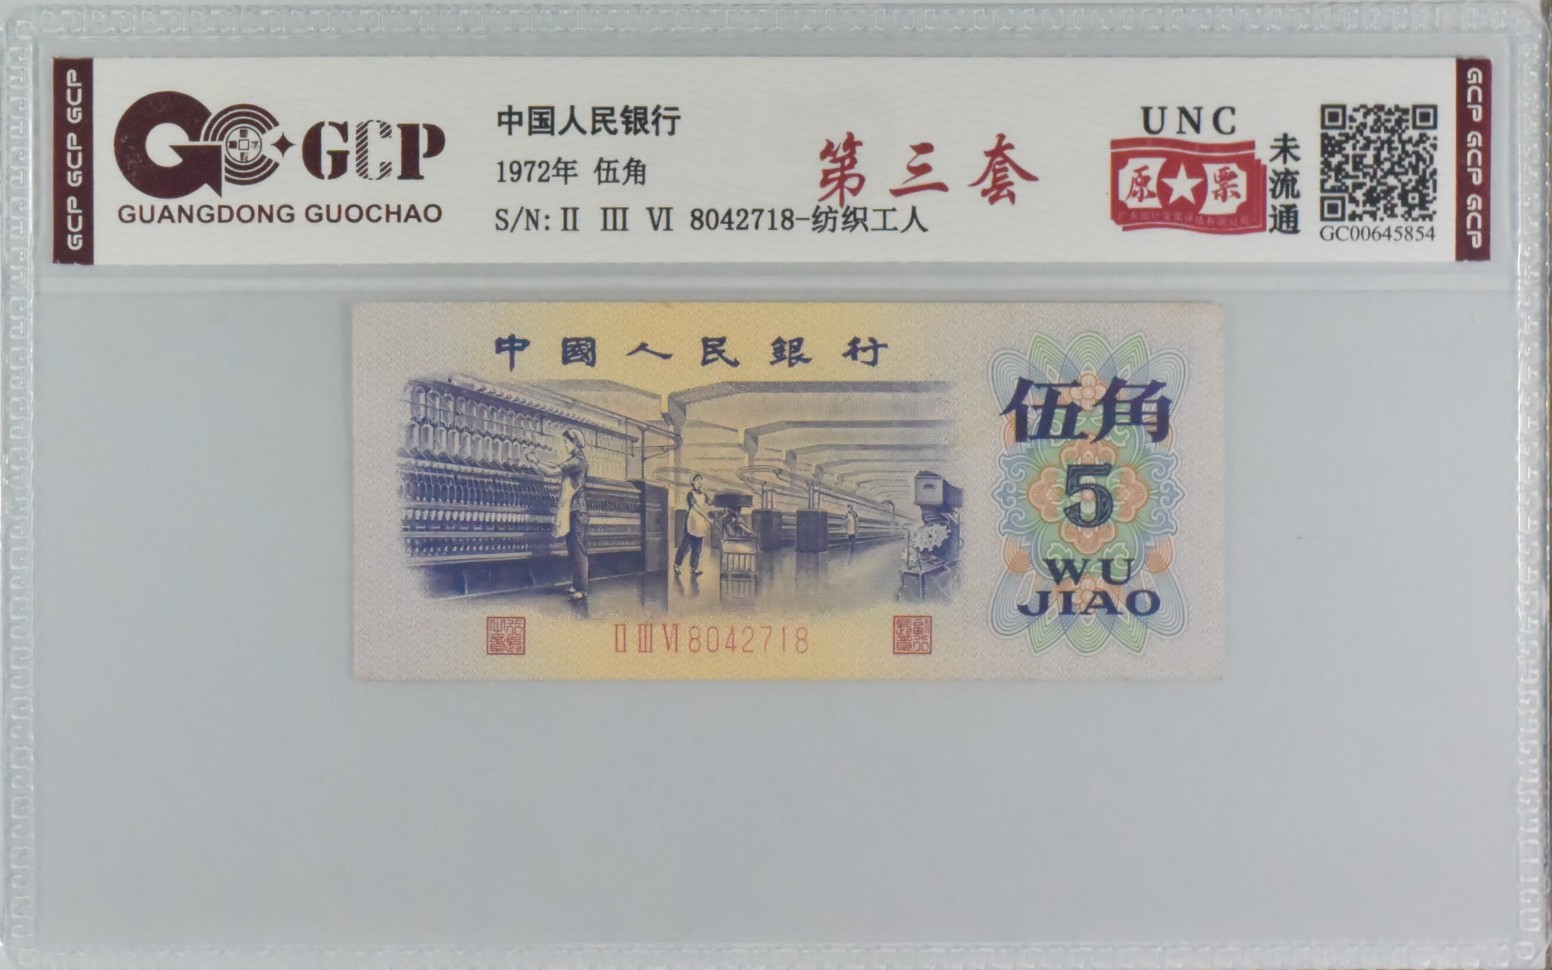 GCP GCP GCP
GCP
GUANGDONG GUOCHAO
中国人民银行
1972年 伍角
S/N: II III VI 8042718-纺织工人
第三套
UNC
原票
未流通
GC00645854
GCP GCP GCP
中國人民銀行
伍角
5
WU
JIAO
II III VI 8042718